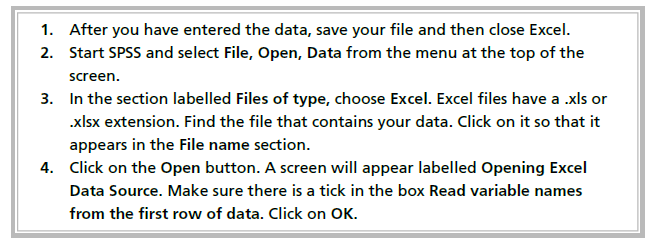 1. After you have entered the data, save your file and then close Excel.
2. Start SPSS and select File, Open, Data from the menu at the top of the
screen.
3. In the section labelled Files of type, choose Excel. Excel files have a .xls or
.xlsx extension. Find the file that contains your data. Click on it so that it
appears in the File name section.
4. Click on the Open button. A screen will appear labelled Opening Excel
Data Source. Make sure there is a tick in the box Read variable names
from the first row of data. Click on OK.